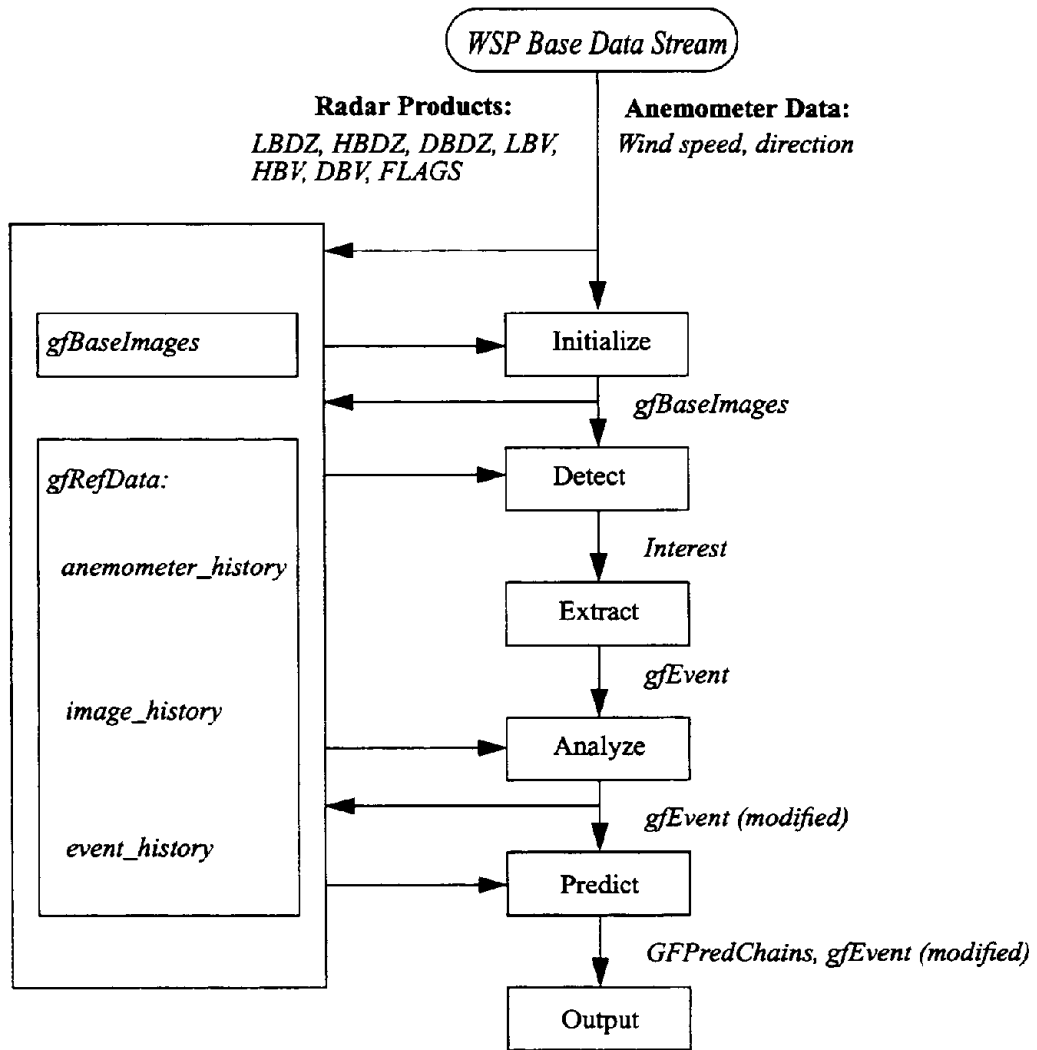 WSP Base Data Stream
Radar Products:
LBDZ, HBDZ, DBDZ, LBV,
HBV, DBV, FLAGS
Anemometer Data:
Wind speed, direction
gfBaseImages
Initialize
gfBaseImages
gfRefData:
Detect
Interest
anemometer_history
Extract
gfEvent
image_history
Analyze
gfEvent (modified)
event_history
Predict
GFPredChains, gfEvent (modified)
Output